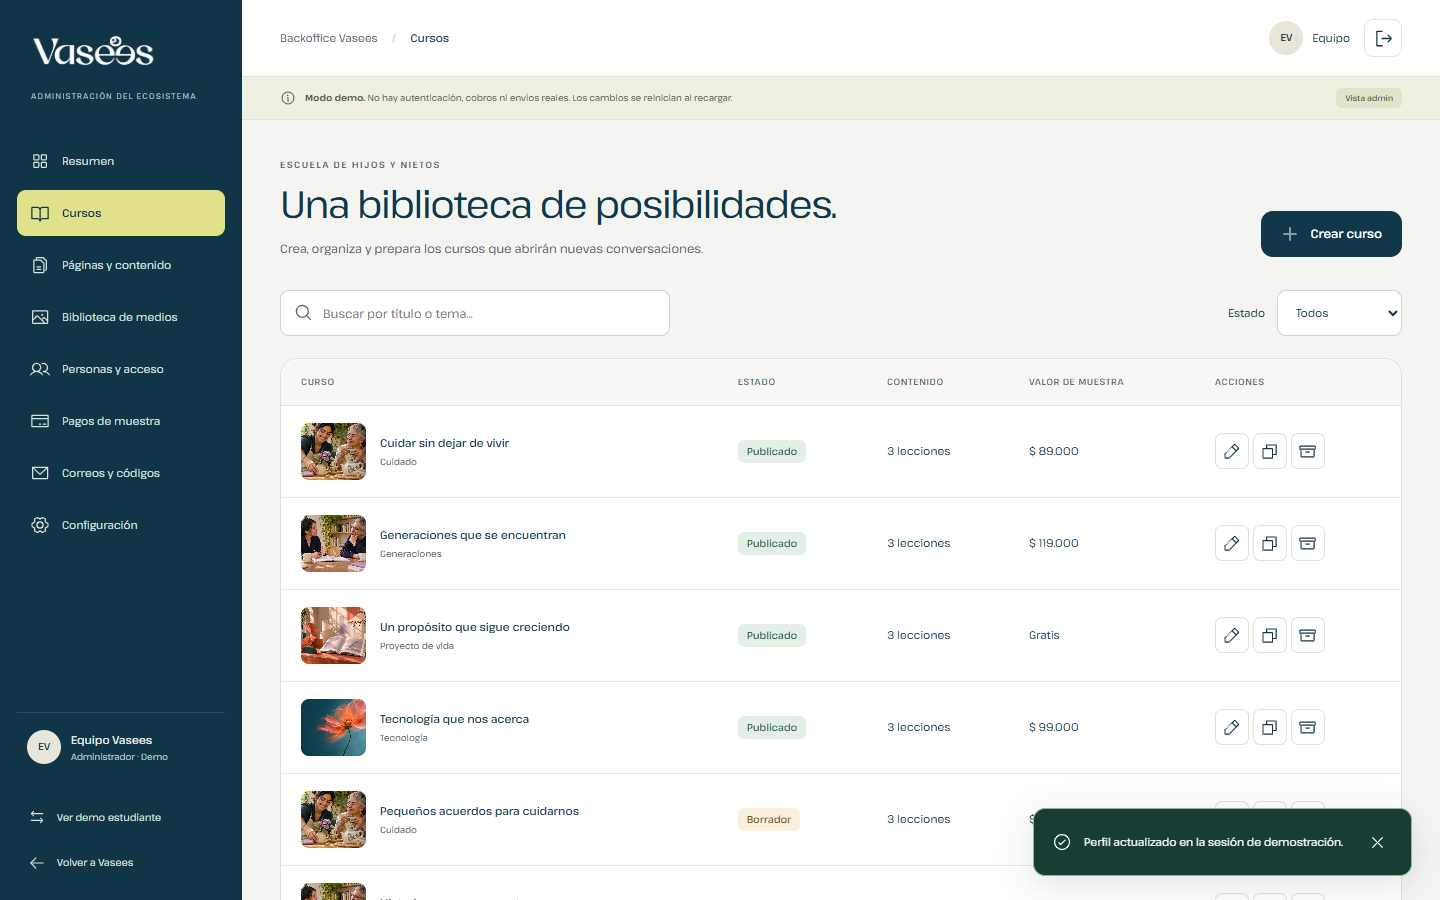 Vasees
ADMINISTRACIÓN DEL ECOSISTEMA
Resumen
Cursos
Páginas y contenido
Biblioteca de medios
Personas y acceso
Pagos de muestra
Correos y códigos
Configuración
EV
Equipo Vasees
Administrador · Demo
Ver demo estudiante
Volver a Vasees
Backoffice Vasees / Cursos
EV Equipo
Modo demo. No hay autenticación, cobros ni envíos reales. Los cambios se reinician al recargar.
Vista admin
ESCUELA DE HIJOS Y NIETOS
Una biblioteca de posibilidades.
Crea, organiza y prepara los cursos que abrirán nuevas conversaciones.
Crear curso
Buscar por título o tema...
Estado Todos
CURSO ESTADO CONTENIDO VALOR DE MUESTRA ACCIONES
Cuidar sin dejar de vivir
Cuidado
Publicado 3 lecciones $ 89.000
Generaciones que se encuentran
Generaciones
Publicado 3 lecciones $ 119.000
Un propósito que sigue creciendo
Proyecto de vida
Publicado 3 lecciones Gratis
Tecnología que nos acerca
Tecnología
Publicado 3 lecciones $ 99.000
Pequeños acuerdos para cuidarnos
Cuidado
Borrador 3 lecciones $
Perfil actualizado en la sesión de demostración.